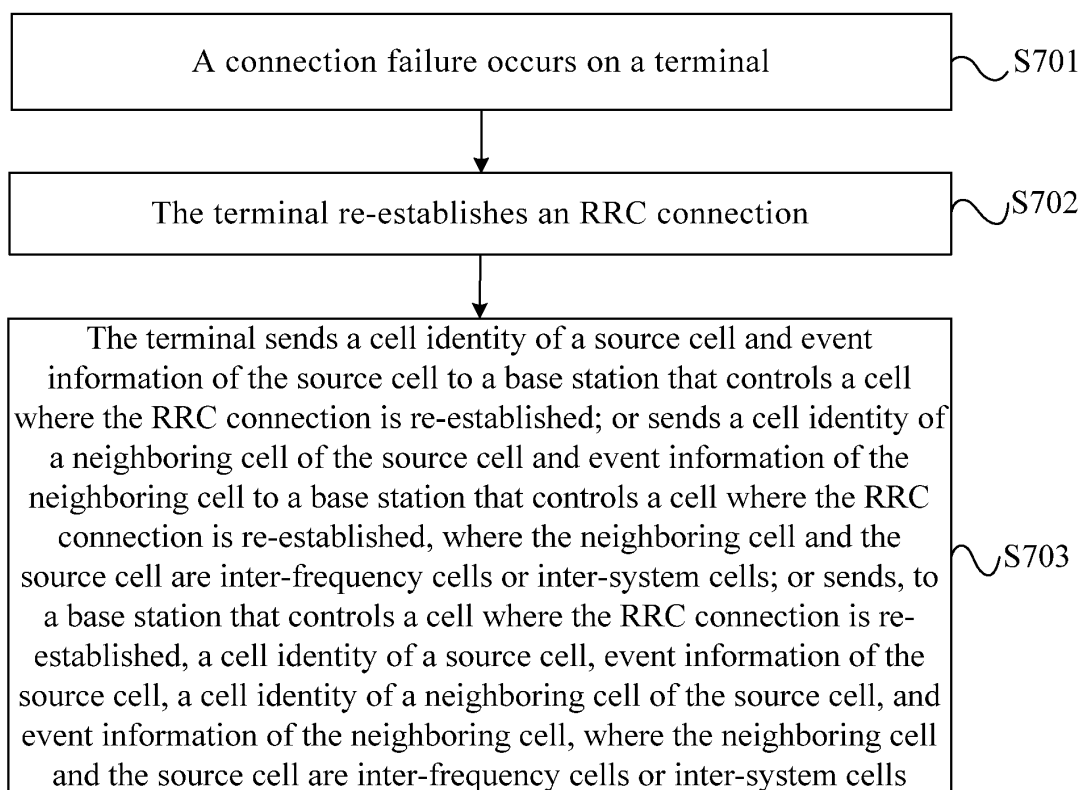 A connection failure occurs on a terminal
S701
The terminal re-establishes an RRC connection
S702
The terminal sends a cell identity of a source cell and event
information of the source cell to a base station that controls a cell
where the RRC connection is re-established; or sends a cell identity of
a neighboring cell of the source cell and event information of the
neighboring cell to a base station that controls a cell where the RRC
connection is re-established, where the neighboring cell and the
source cell are inter-frequency cells or inter-system cells; or sends, to
a base station that controls a cell where the RRC connection is re-
established, a cell identity of a source cell, event information of the
source cell, a cell identity of a neighboring cell of the source cell, and
event information of the neighboring cell, where the neighboring cell
and the source cell are inter-frequency cells or inter-system cells
S703